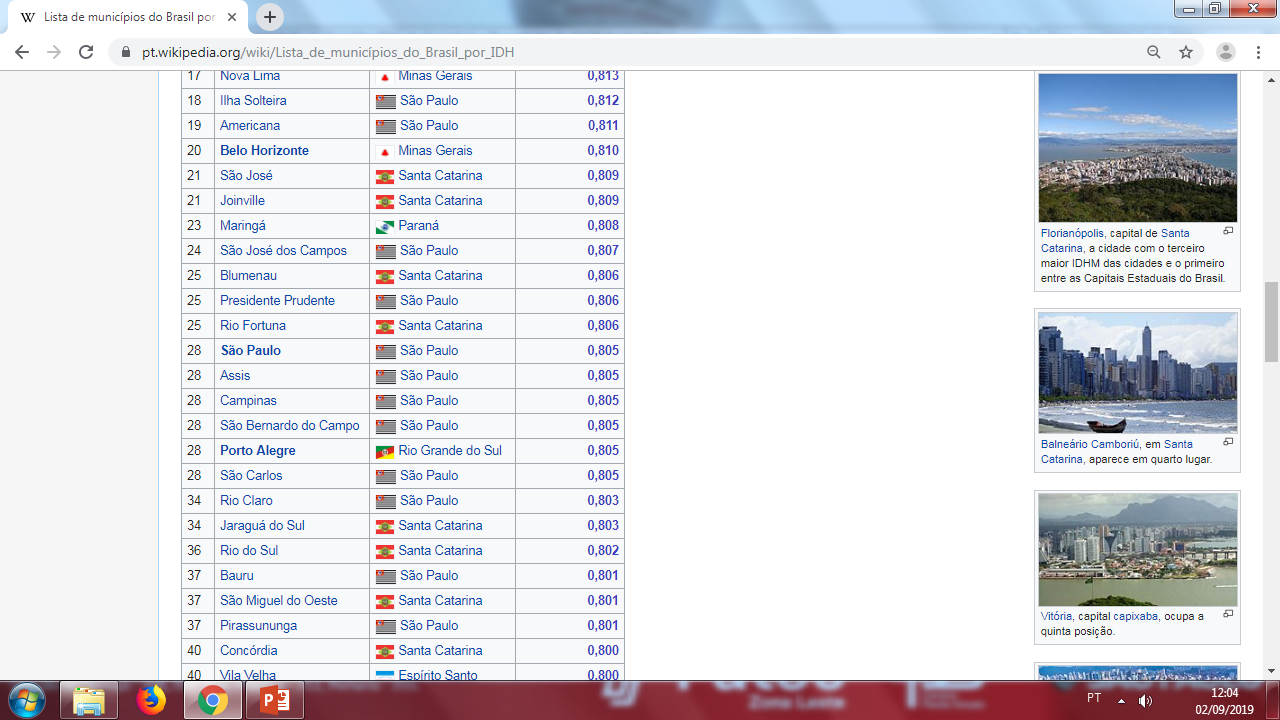 Lista de municípios do Brasil por
pt.wikipedia.org/wiki/Lista_de_municípios_do_Brasil_por_IDH
17 Nova Lima Minas Gerais 0,813
18 Ilha Solteira São Paulo 0,812
19 Americana São Paulo 0,811
20 Belo Horizonte Minas Gerais 0,810
21 São José Santa Catarina 0,809
21 Joinville Santa Catarina 0,809
23 Maringá Paraná 0,808
24 São José dos Campos São Paulo 0,807
25 Blumenau Santa Catarina 0,806
25 Presidente Prudente São Paulo 0,806
25 Rio Fortuna Santa Catarina 0,806
28 São Paulo São Paulo 0,805
28 Assis São Paulo 0,805
28 Campinas São Paulo 0,805
28 São Bernardo do Campo São Paulo 0,805
28 Porto Alegre Rio Grande do Sul 0,805
28 São Carlos São Paulo 0,805
34 Rio Claro São Paulo 0,803
34 Jaraguá do Sul Santa Catarina 0,803
36 Rio do Sul Santa Catarina 0,802
37 Bauru São Paulo 0,801
37 São Miguel do Oeste Santa Catarina 0,801
37 Pirassununga São Paulo 0,801
40 Concórdia Santa Catarina 0,800
40 Vila Velha Espírito Santo 0,800
Florianópolis, capital de Santa
Catarina, a cidade com o terceiro
maior IDHM das cidades e o primeiro
entre as Capitais Estaduais do Brasil.
Balneário Camboriú, em Santa
Catarina, aparece em quarto lugar.
Vitória, capital capixaba, ocupa a
quinta posição.
Zona Leste
PT
12:04
02/09/2019